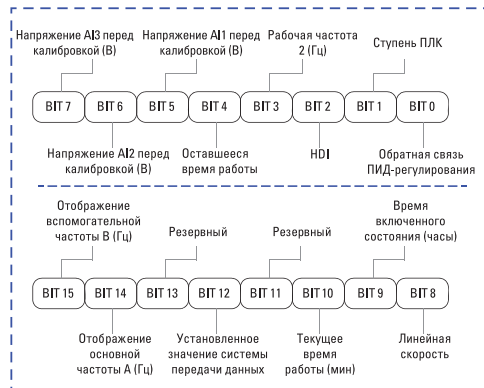 Напряжение AI3 перед
калибровкой (В)
Напряжение AI1 перед
калибровкой (В)
Рабочая частота
2 (Гц)
Ступень ПЛК
BIT 7
BIT 6
BIT 5
BIT 4
BIT 3
BIT 2
BIT 1
BIT 0
Напряжение AI2 перед
калибровкой (В)
Оставшееся
время работы
HDI
Обратная связь
ПИД-регулирования
Отображение
вспомогательной
частоты B (Гц)
Резервный
Резервный
Время
включенного
состояния (часы)
BIT 15
BIT 14
BIT 13
BIT 12
BIT 11
BIT 10
BIT 9
BIT 8
Отображение
основной
частоты A (Гц)
Установленное
значение системы
передачи данных
Текущее
время
работы (мин)
Линейная
скорость